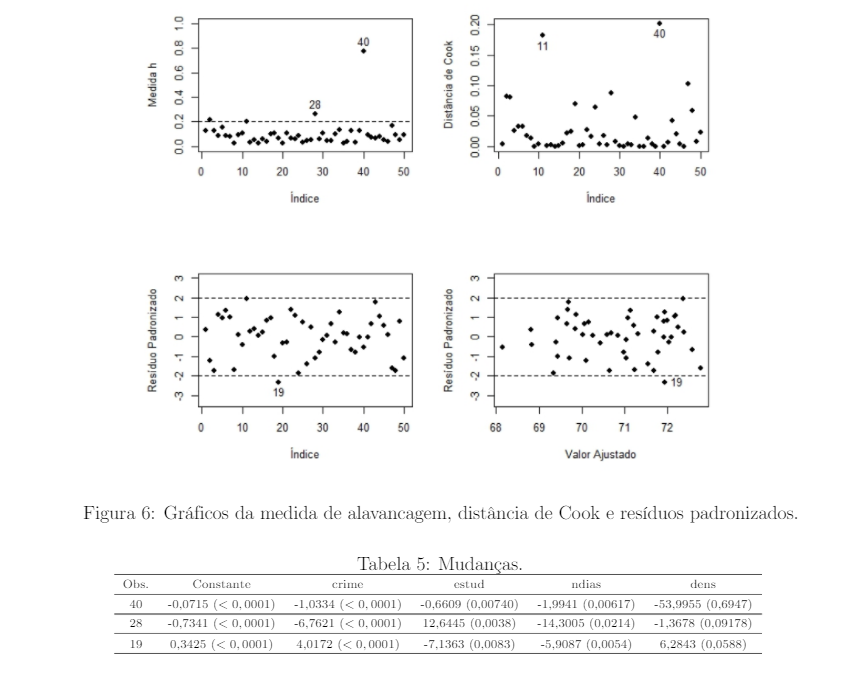 Medida h
0.0 0.2 0.4 0.6 0.8 1.0
40
28
0 10 20 30 40 50
Índice
Distância de Cook
0.00 0.05 0.10 0.15 0.20
11
40
0 10 20 30 40 50
Índice
Resíduo Padronizado
-3 -2 -1 0 1 2 3
19
0 10 20 30 40 50
Índice
Resíduo Padronizado
-3 -2 -1 0 1 2 3
19
68 69 70 71 72
Valor Ajustado
Figura 6: Gráficos da medida de alavancagem, distância de Cook e resíduos padronizados.
Tabela 5: Mudanças.
Obs. Constante crime estud ndias dens
40 -0,0715 (< 0, 0001) -1,0334 (< 0, 0001) -0,6609 (0,00740) -1,9941 (0,00617) -53,9955 (0,6947)
28 -0,7341 (< 0, 0001) -6,7621 (< 0, 0001) 12,6445 (0,0038) -14,3005 (0,0214) -1,3678 (0,09178)
19 0,3425 (< 0, 0001) 4,0172 (< 0, 0001) -7,1363 (0,0083) -5,9087 (0,0054) 6,2843 (0,0588)